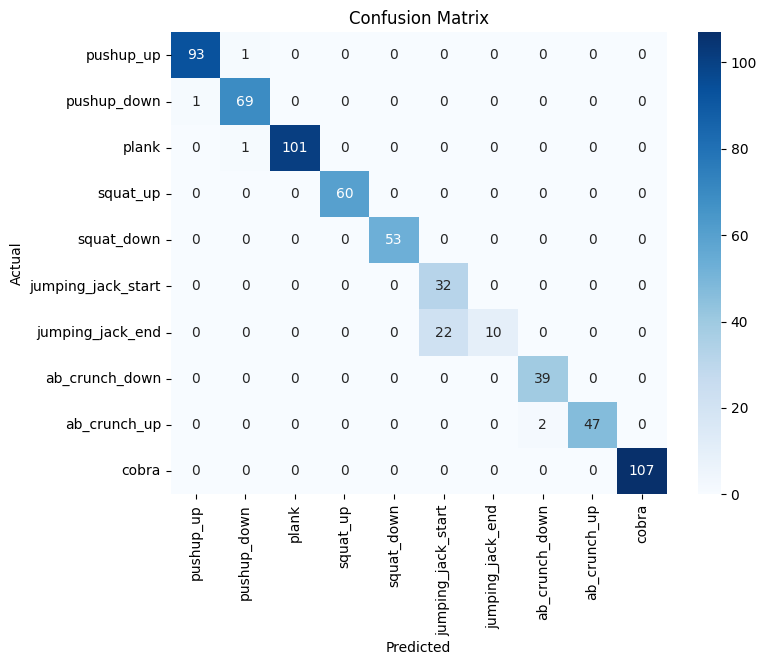 Confusion Matrix
Actual
pushup_up 93 1 0 0 0 0 0 0 0 0
pushup_down 1 69 0 0 0 0 0 0 0 0
plank 0 1 101 0 0 0 0 0 0 0
squat_up 0 0 0 60 0 0 0 0 0 0
squat_down 0 0 0 0 53 0 0 0 0 0
jumping_jack_start 0 0 0 0 0 32 0 0 0 0
jumping_jack_end 0 0 0 0 0 22 10 0 0 0
ab_crunch_down 0 0 0 0 0 0 0 39 0 0
ab_crunch_up 0 0 0 0 0 0 0 2 47 0
cobra 0 0 0 0 0 0 0 0 0 107
pushup_up
pushup_down
plank
squat_up
squat_down
jumping_jack_start
jumping_jack_end
ab_crunch_down
ab_crunch_up
cobra
Predicted
100
80
60
40
20
0